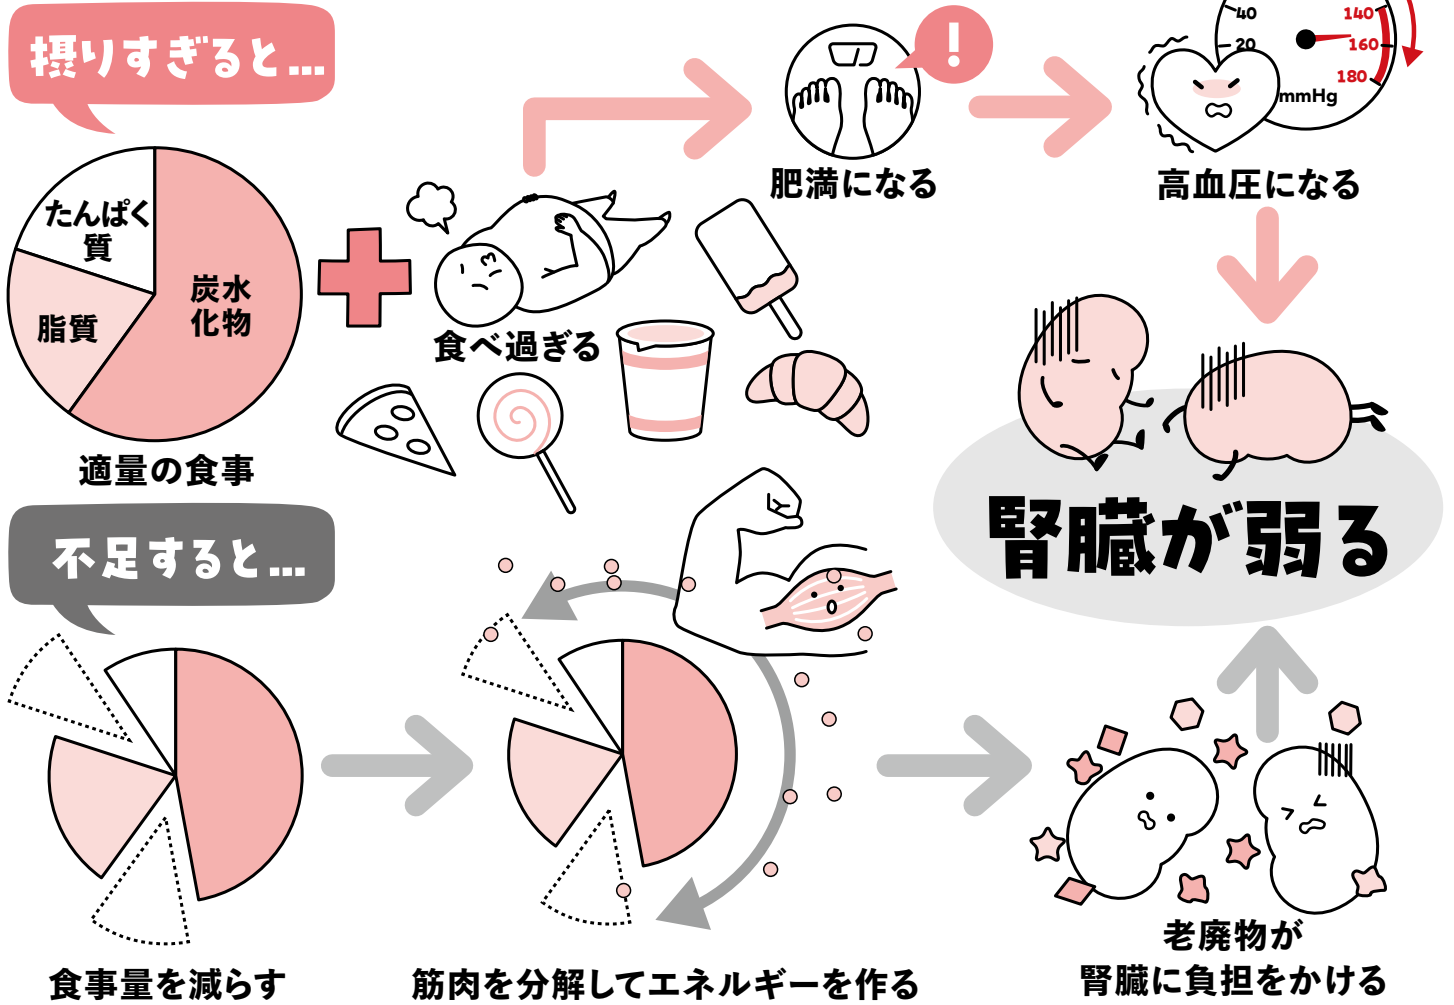 摂りすぎると…
たんぱく
質
脂質
炭水
化物
適量の食事
食べ過ぎる
!
肥満になる
40
20
140
160
180
mmHg
高血圧になる
腎臓が弱る
不足すると…
食事量を減らす
筋肉を分解してエネルギーを作る
老廃物が
腎臓に負担をかける